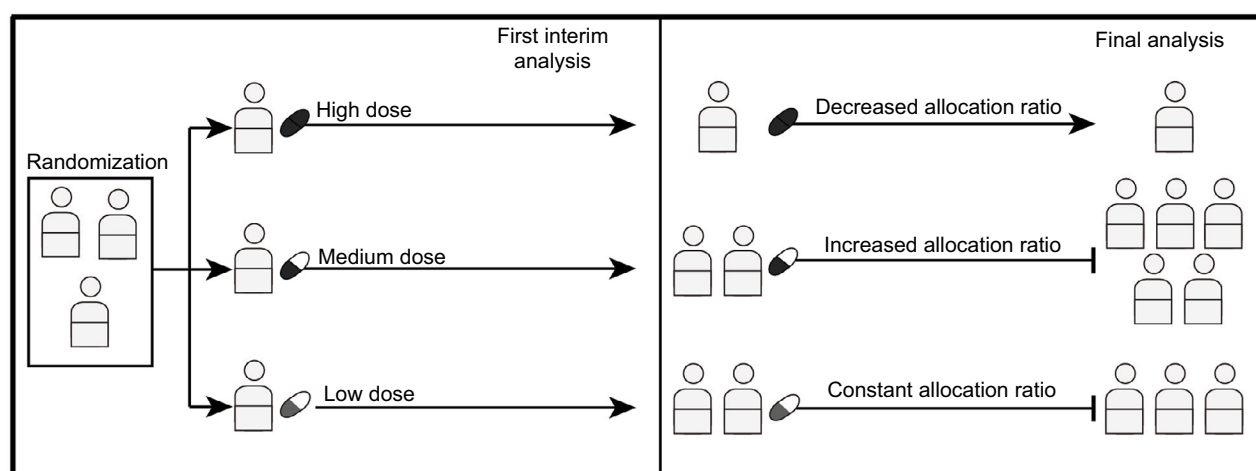 First interim
analysis
Final analysis
High dose
Decreased allocation ratio
Randomization
Medium dose
Increased allocation ratio
Low dose
Constant allocation ratio